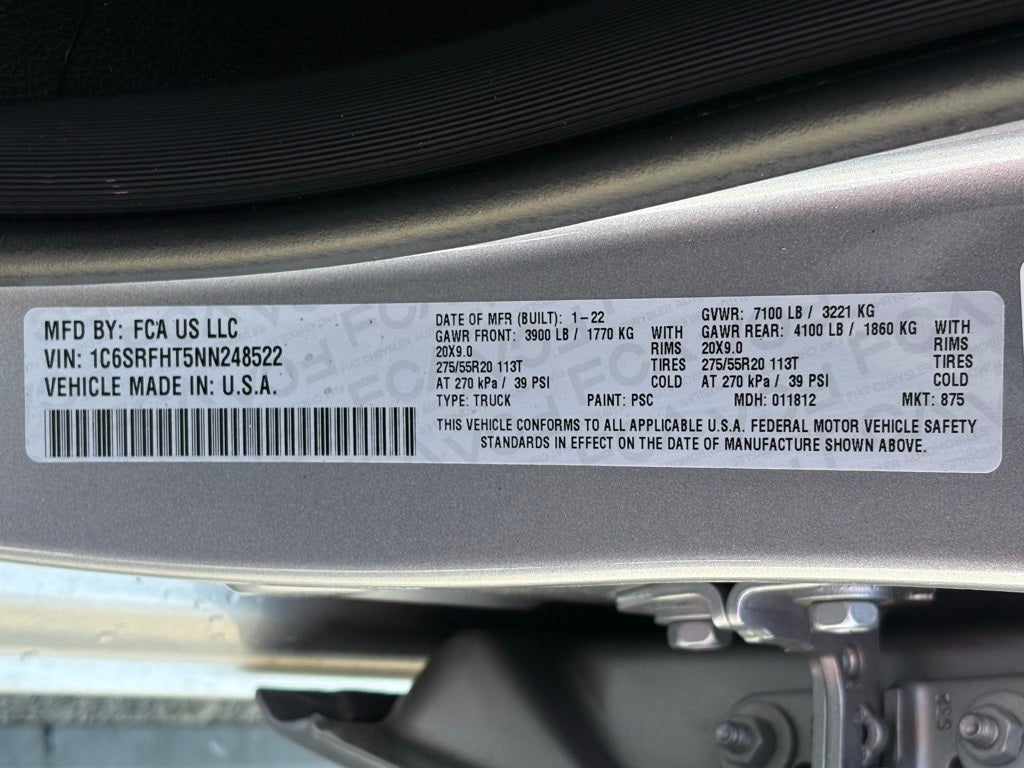 MFD BY: FCA US LLC
VIN: 1C6SRFHT5NN248522
VEHICLE MADE IN: U.S.A.
DATE OF MFR (BUILT): 1-22
GAWR FRONT: 3900 LB / 1770 KG WITH
20X9.0 RIMS
275/55R20 113T TIRES
AT 270 kPa / 39 PSI COLD
TYPE: TRUCK PAINT: PSC
GVWR: 7100 LB / 3221 KG
GAWR REAR: 4100 LB / 1860 KG WITH
20X9.0 RIMS
275/55R20 113T TIRES
AT 270 kPa / 39 PSI COLD
MDH: 011812 MKT: 875
THIS VEHICLE CONFORMS TO ALL APPLICABLE U.S.A. FEDERAL MOTOR VEHICLE SAFETY
STANDARDS IN EFFECT ON THE DATE OF MANUFACTURE SHOWN ABOVE.